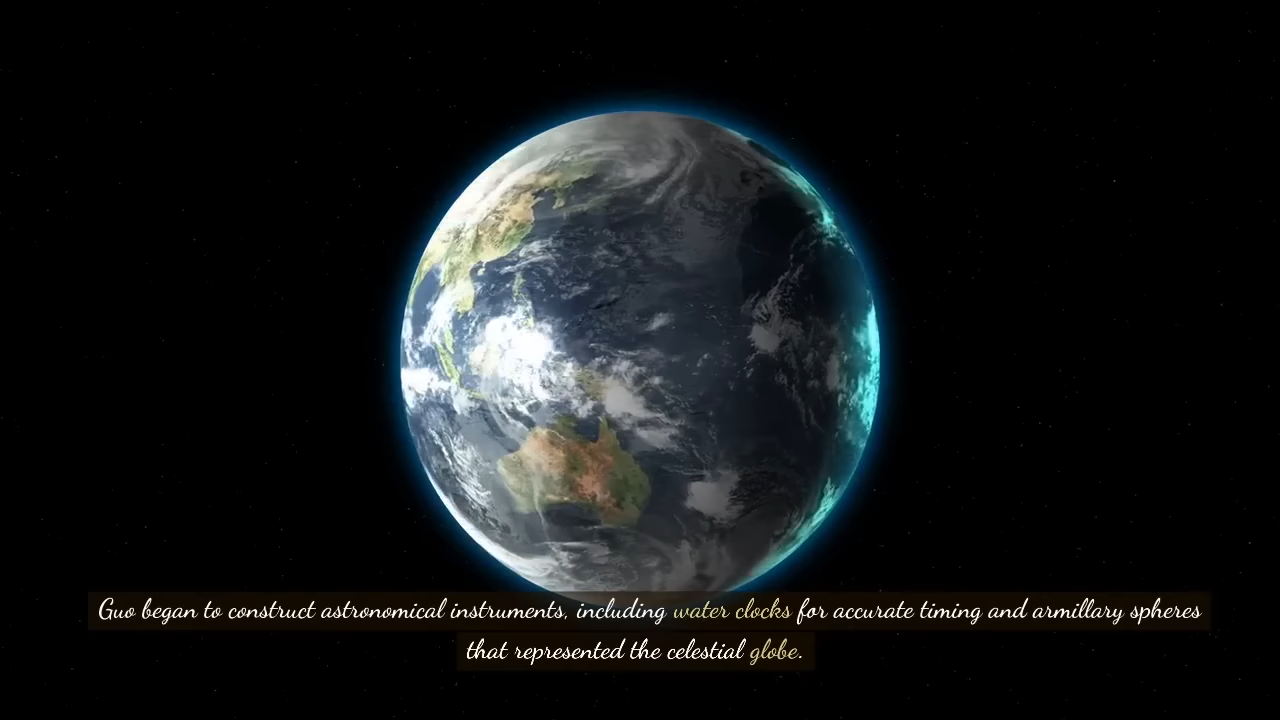 Guo began to construct astronomical instruments, including water clocks for accurate timing and armillary spheres
that represented the celestial globe.